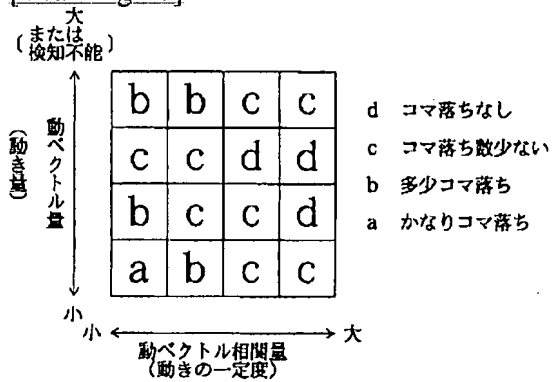 大
〔または
検知不能〕
b b c c
c c d d
b c c d
a b c c
d コマ落ちなし
c コマ落ち数少ない
b 多少コマ落ち
a かなりコマ落ち
動ベクトル量
(動き量)
小
小
大
動ベクトル相関量
(動きの一定度)